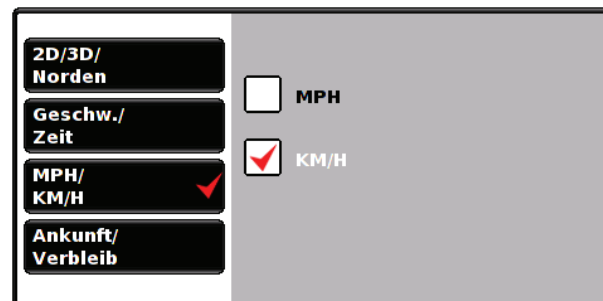 2D/3D/
Norden
Geschw./
Zeit
MPH/
KM/H
Ankunft/
Verbleib
MPH
KM/H